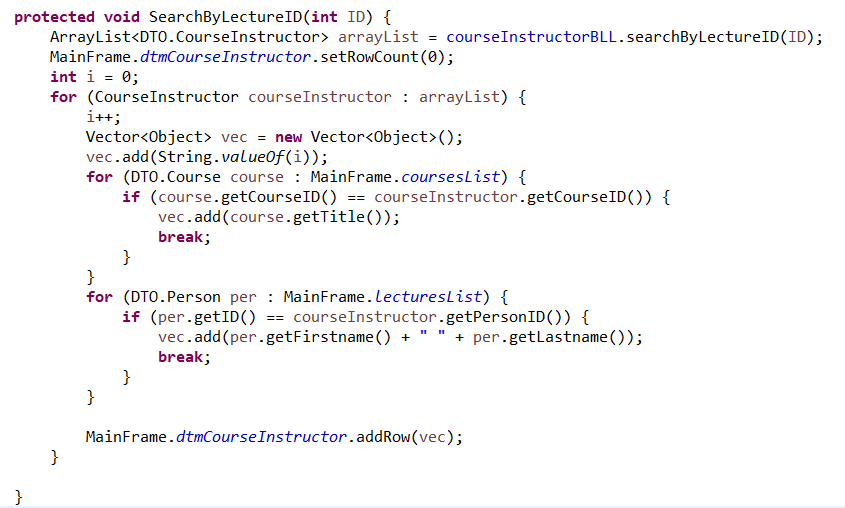 protected void SearchByLectureID(int ID) {
    ArrayList<DTO.CourseInstructor> arrayList = courseInstructorBLL.searchByLectureID(ID);
    MainFrame.dtmCourseInstructor.setRowCount(0);
    int i = 0;
    for (CourseInstructor courseInstructor : arrayList) {
        i++;
        Vector<Object> vec = new Vector<Object>();
        vec.add(String.valueOf(i));
        for (DTO.Course course : MainFrame.coursesList) {
            if (course.getCourseID() == courseInstructor.getCourseID()) {
                vec.add(course.getTitle());
                break;
            }
        }
        for (DTO.Person per : MainFrame.lecturesList) {
            if (per.getID() == courseInstructor.getPersonID()) {
                vec.add(per.getFirstname() + " " + per.getLastname());
                break;
            }
        }

        MainFrame.dtmCourseInstructor.addRow(vec);
    }

}